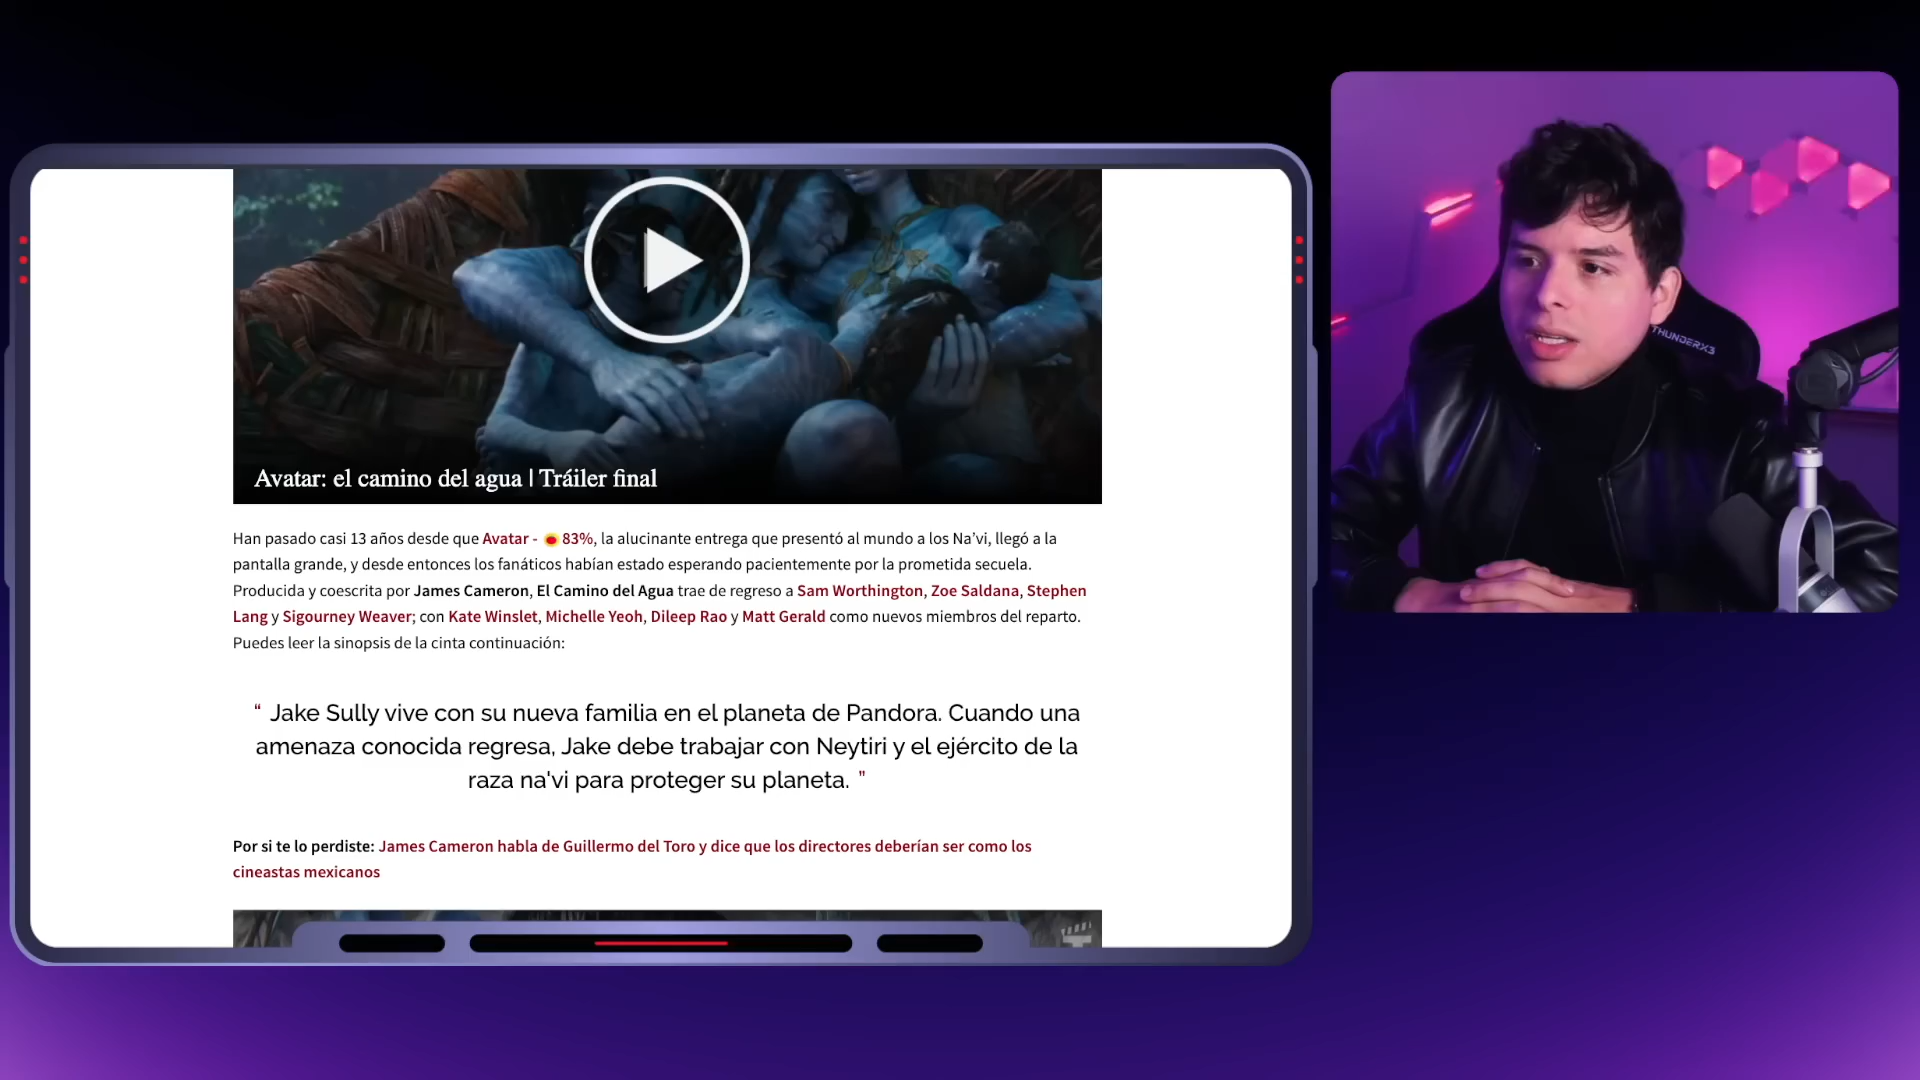 Avatar: el camino del agua | Tráiler final
THUNDERX3
Han pasado casi 13 años desde que Avatar - 83%, la alucinante entrega que presentó al mundo a los Na’vi, llegó a la
pantalla grande, y desde entonces los fanáticos habían estado esperando pacientemente por la prometida secuela.
Producida y coescrita por James Cameron, El Camino del Agua trae de regreso a Sam Worthington, Zoe Saldana, Stephen
Lang y Sigourney Weaver; con Kate Winslet, Michelle Yeoh, Dileep Rao y Matt Gerald como nuevos miembros del reparto.
Puedes leer la sinopsis de la cinta continuación:
“ Jake Sully vive con su nueva familia en el planeta de Pandora. Cuando una
amenaza conocida regresa, Jake debe trabajar con Neytiri y el ejército de la
raza na'vi para proteger su planeta. ”
Por si te lo perdiste: James Cameron habla de Guillermo del Toro y dice que los directores deberían ser como los
cineastas mexicanos